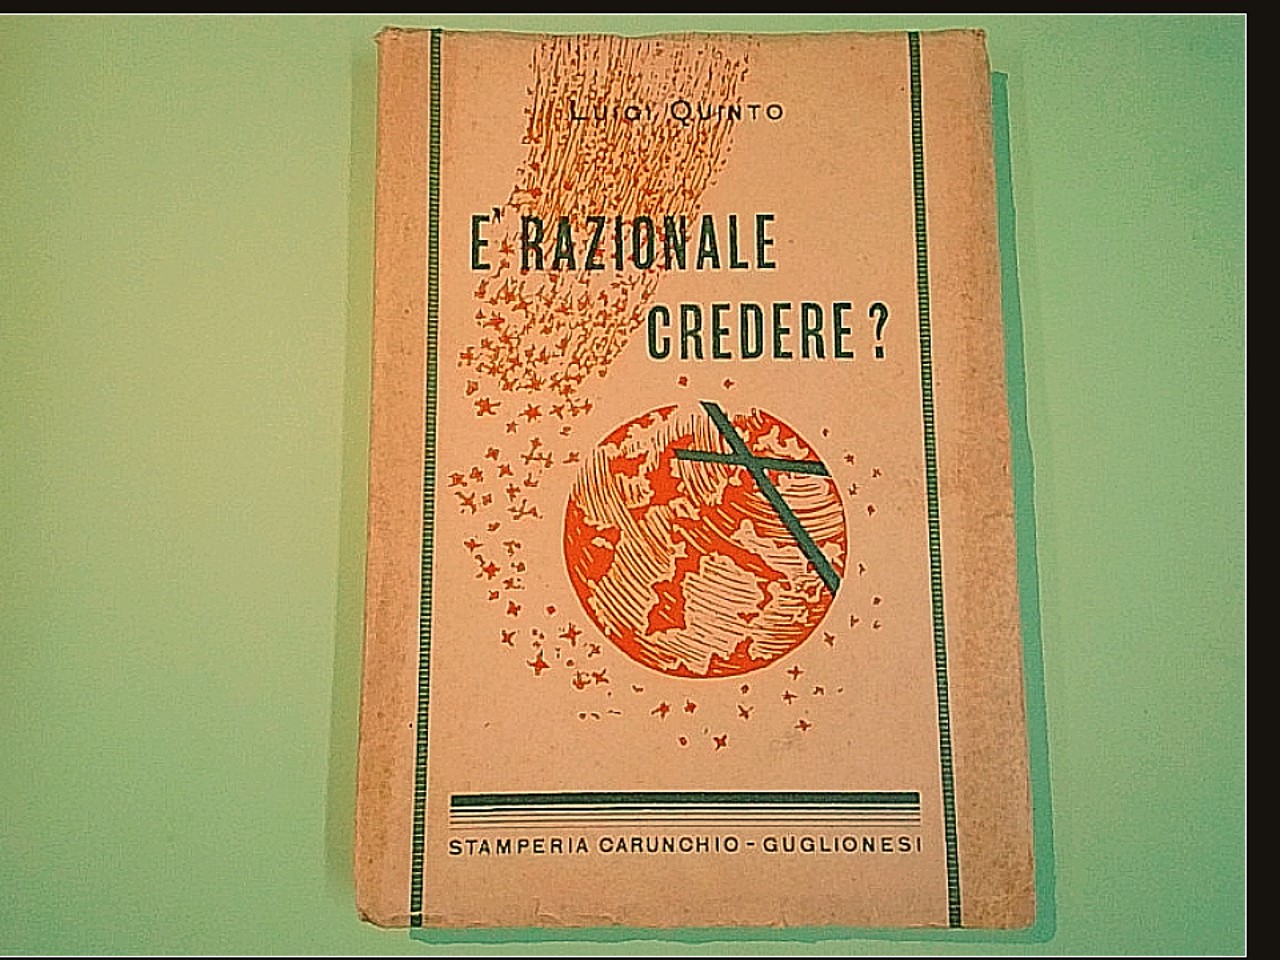 LUIGI QUINTO
E' RAZIONALE
CREDERE?
STAMPERIA CARUNCHIO - GUGLIONESI